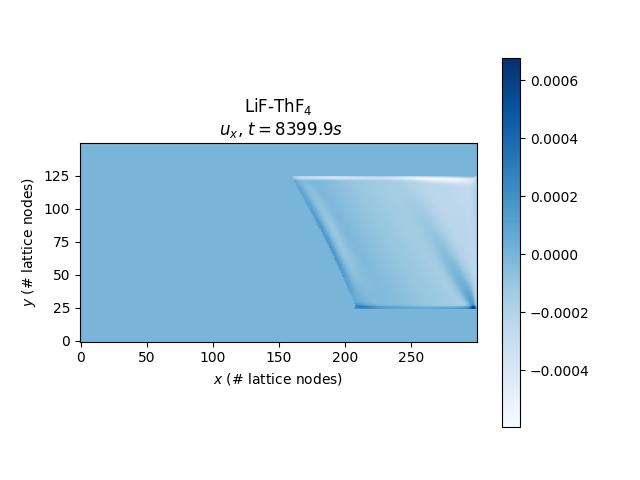 LiF-ThF₄
uₓ, t = 8399.9s
y (# lattice nodes)
125
100
75
50
25
0
0 50 100 150 200 250
x (# lattice nodes)
0.0006
0.0004
0.0002
0.0000
−0.0002
−0.0004